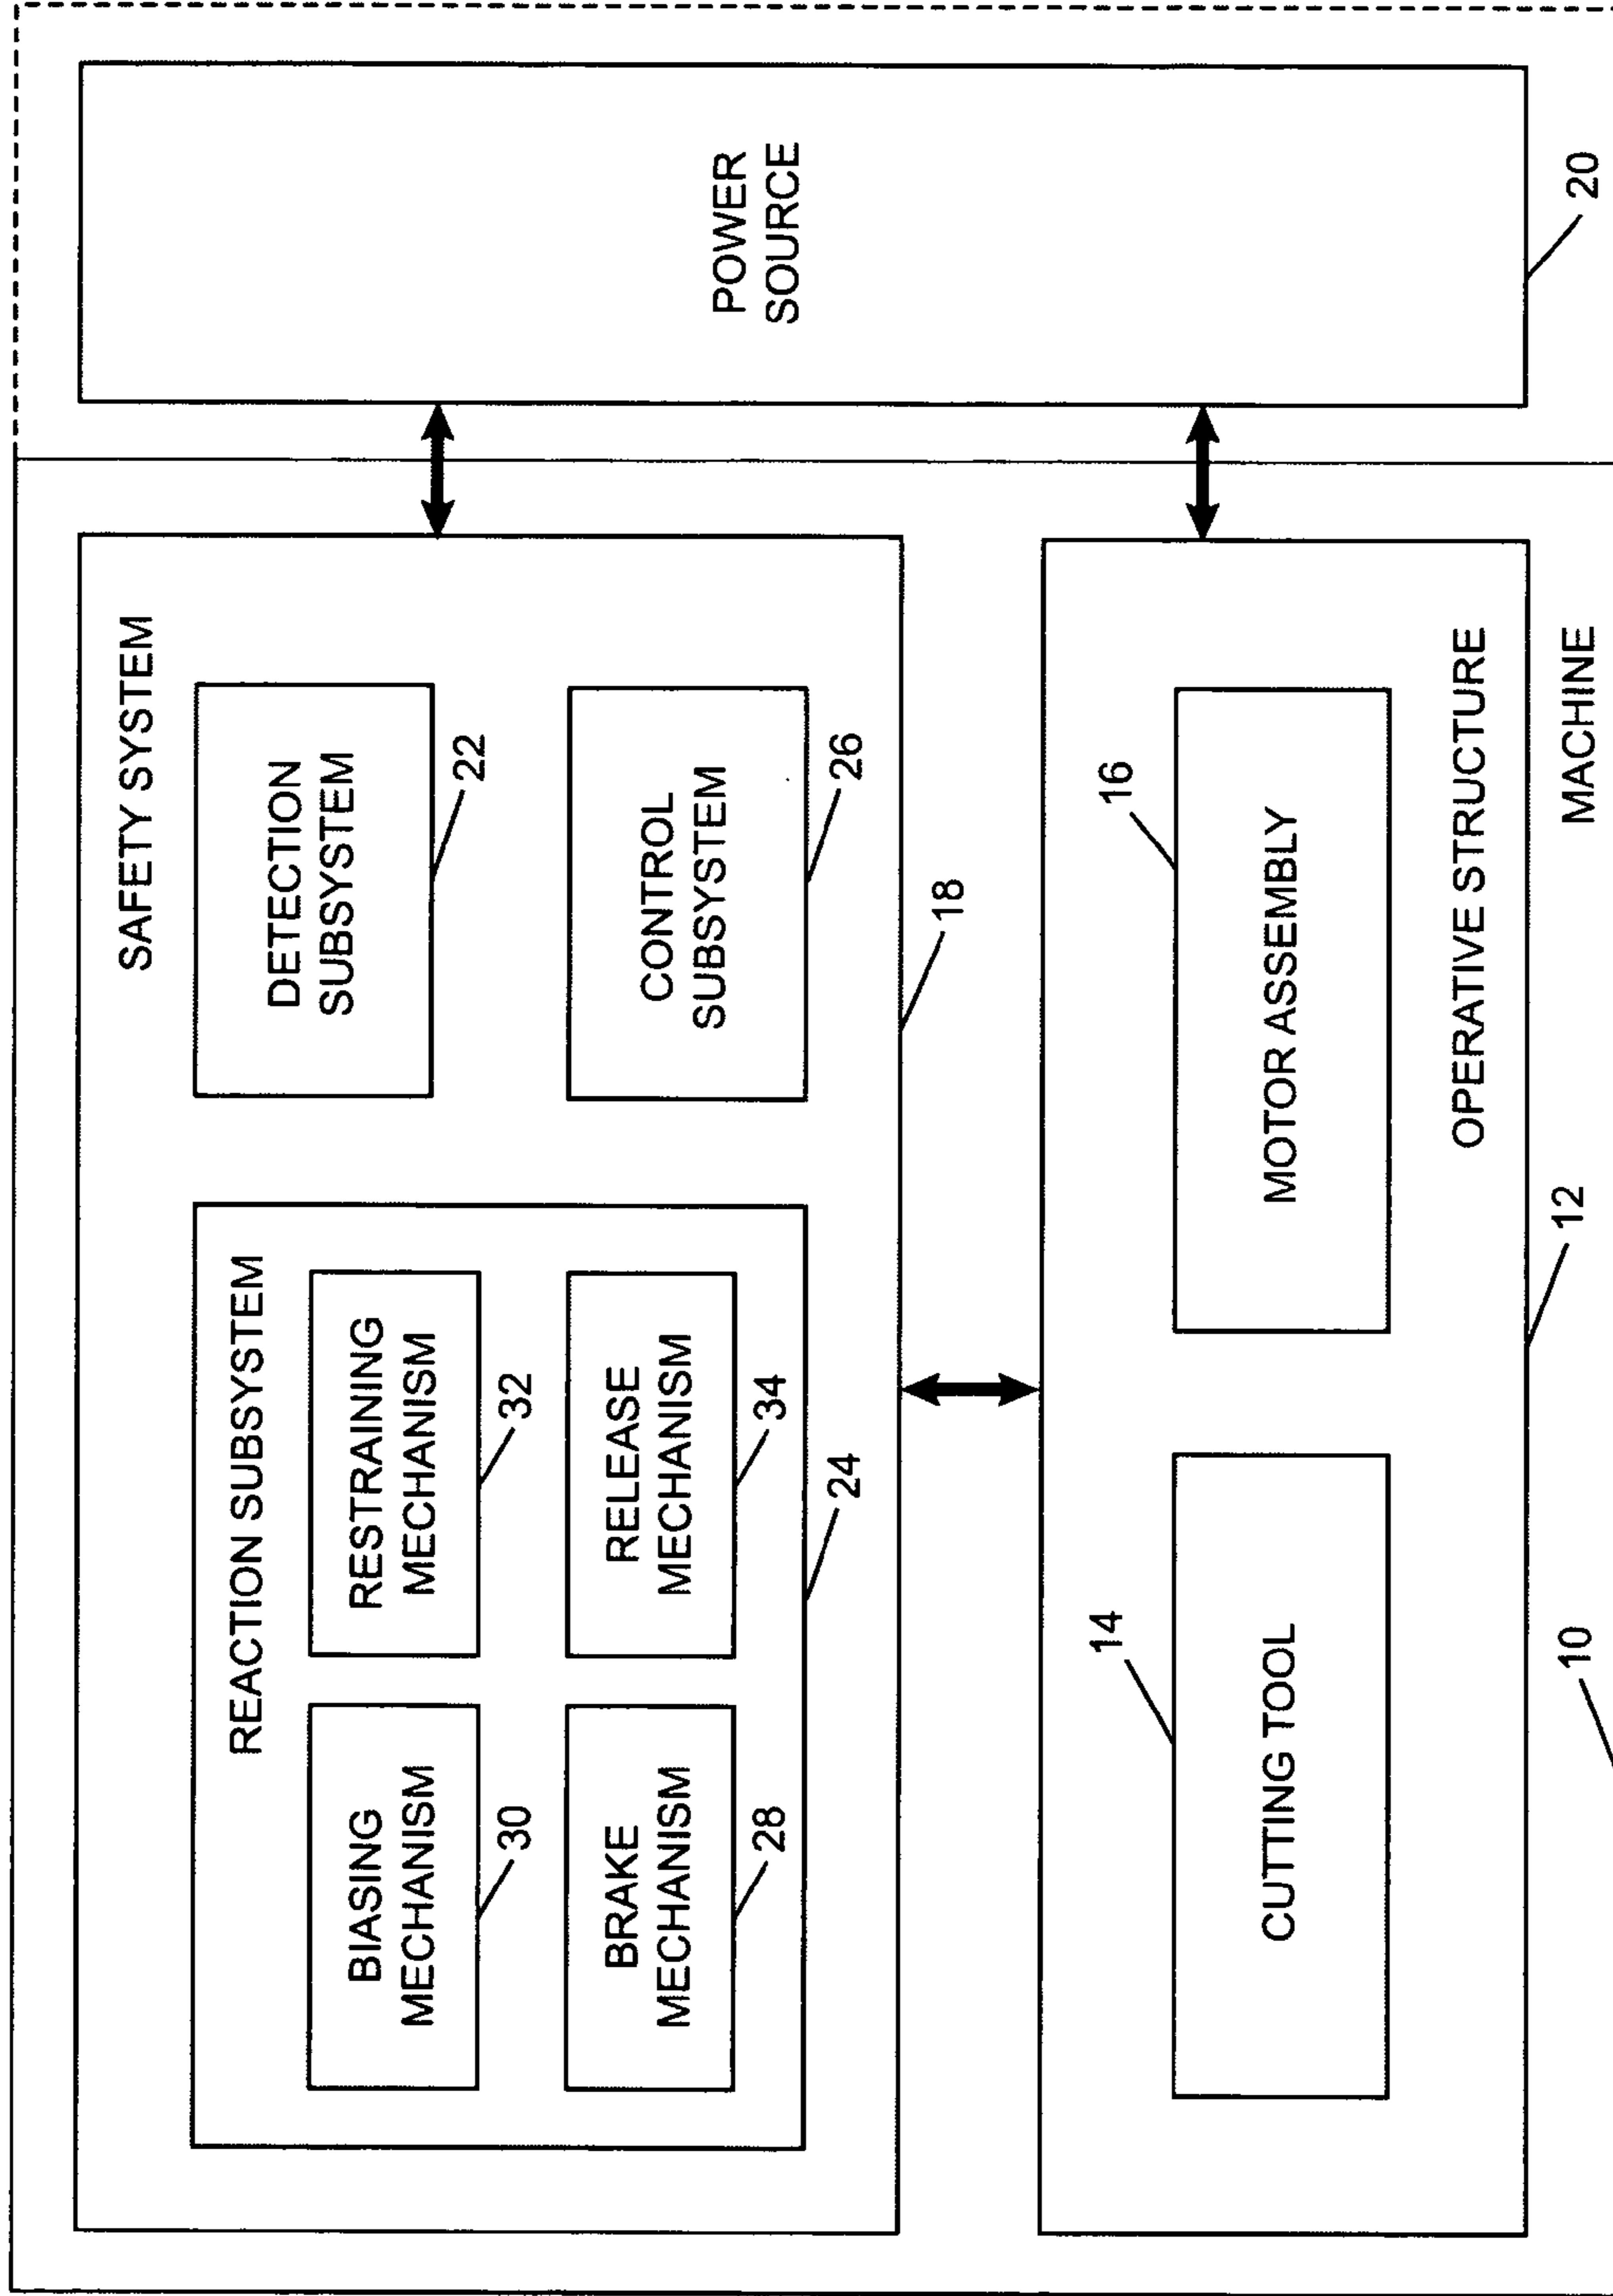 SAFETY SYSTEM
REACTION SUBSYSTEM
BIASING
MECHANISM
30
RESTRAINING
MECHANISM
32
BRAKE
MECHANISM
28
RELEASE
MECHANISM
34
24
DETECTION
SUBSYSTEM
22
CONTROL
SUBSYSTEM
26
18
POWER
SOURCE
20
14
CUTTING TOOL
16
MOTOR ASSEMBLY
OPERATIVE STRUCTURE
12
MACHINE
10